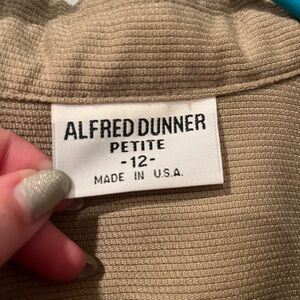 ALFRED DUNNER
PETITE
-12-
MADE IN U.S.A.